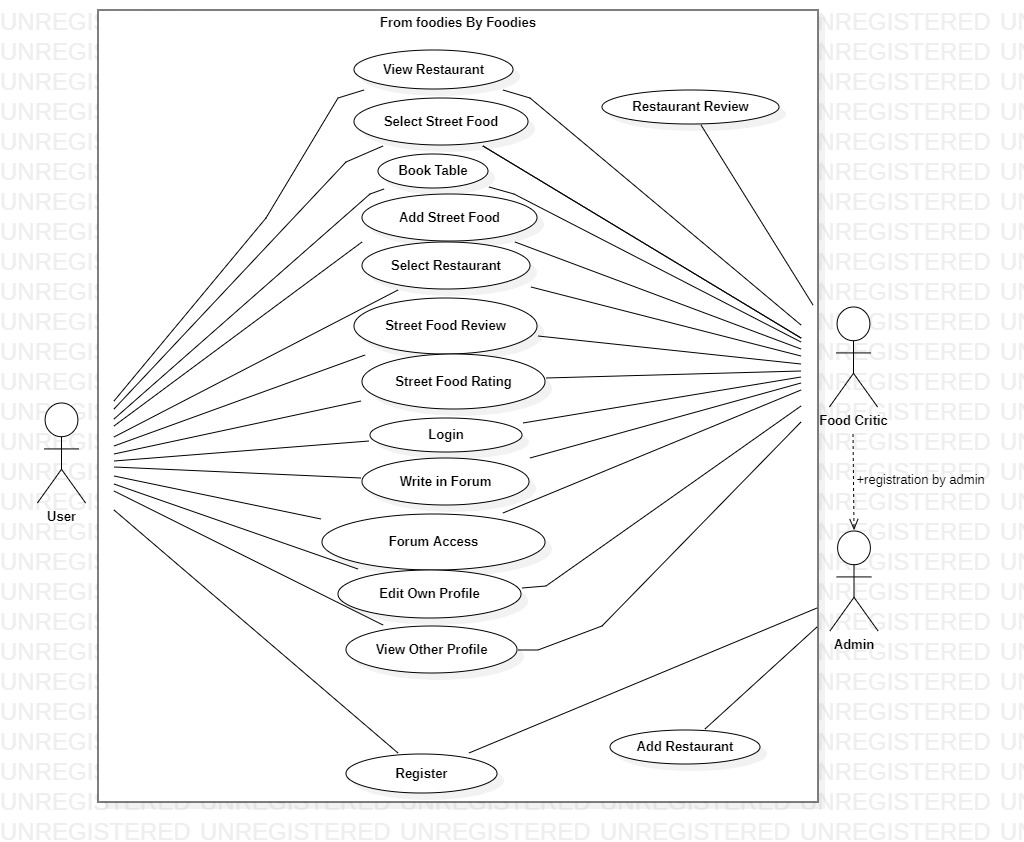 From foodies By Foodies
View Restaurant
Restaurant Review
Select Street Food
Book Table
Add Street Food
Select Restaurant
Street Food Review
Street Food Rating
Food Critic
Login
+registration by admin
Write in Forum
User
Forum Access
Edit Own Profile
Admin
View Other Profile
Add Restaurant
Register
UNREGISTERED UNREGISTERED UNREGISTERED UNREGISTERED UNREGISTERED UN